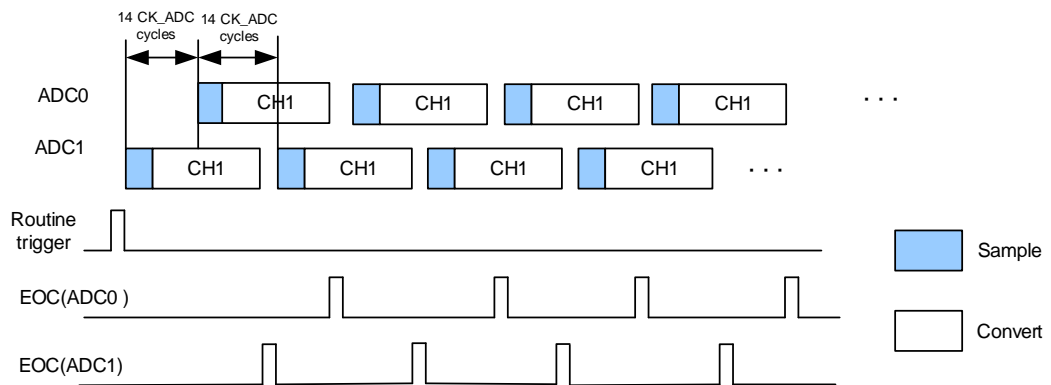 14 CK_ADC cycles
14 CK_ADC cycles
ADC0
CH1 CH1 CH1 CH1 . . .
ADC1
CH1 CH1 CH1 CH1 . . .
Routine
trigger
Sample
EOC(ADC0 )
Convert
EOC(ADC1)